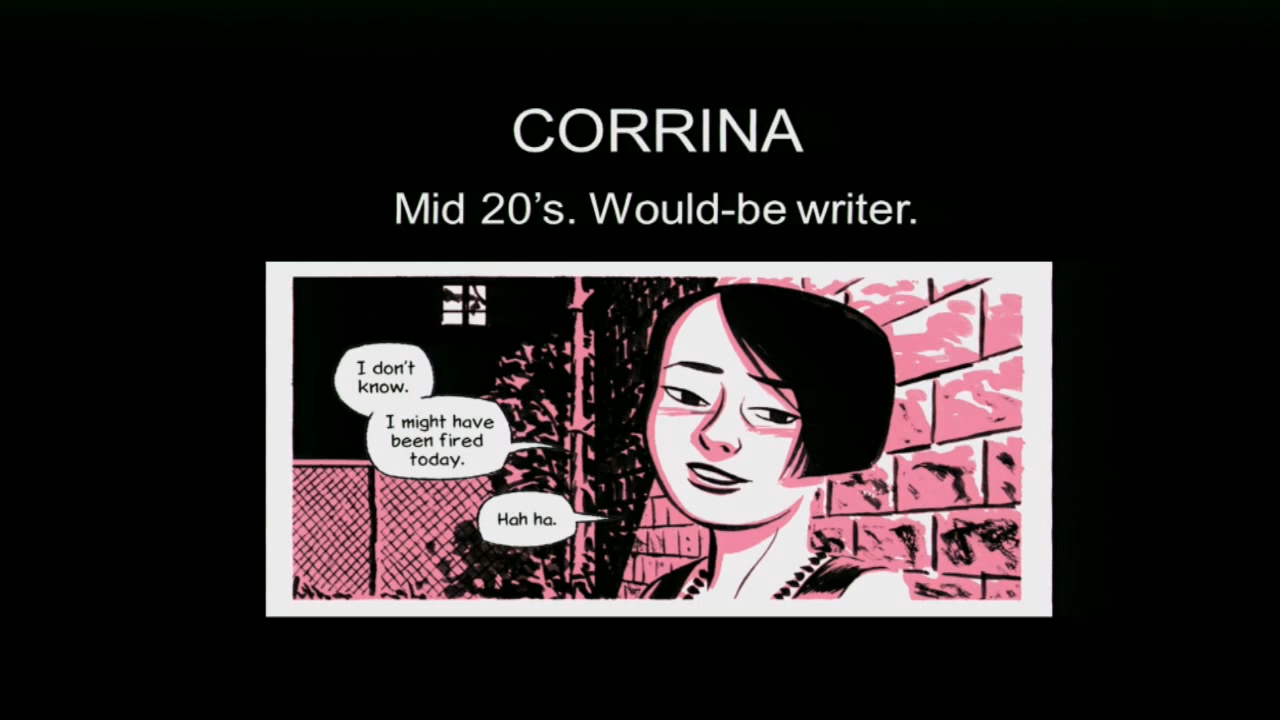 CORRINA
Mid 20’s. Would-be writer.
I don't
know.
I might have
been fired
today.
Hah ha.